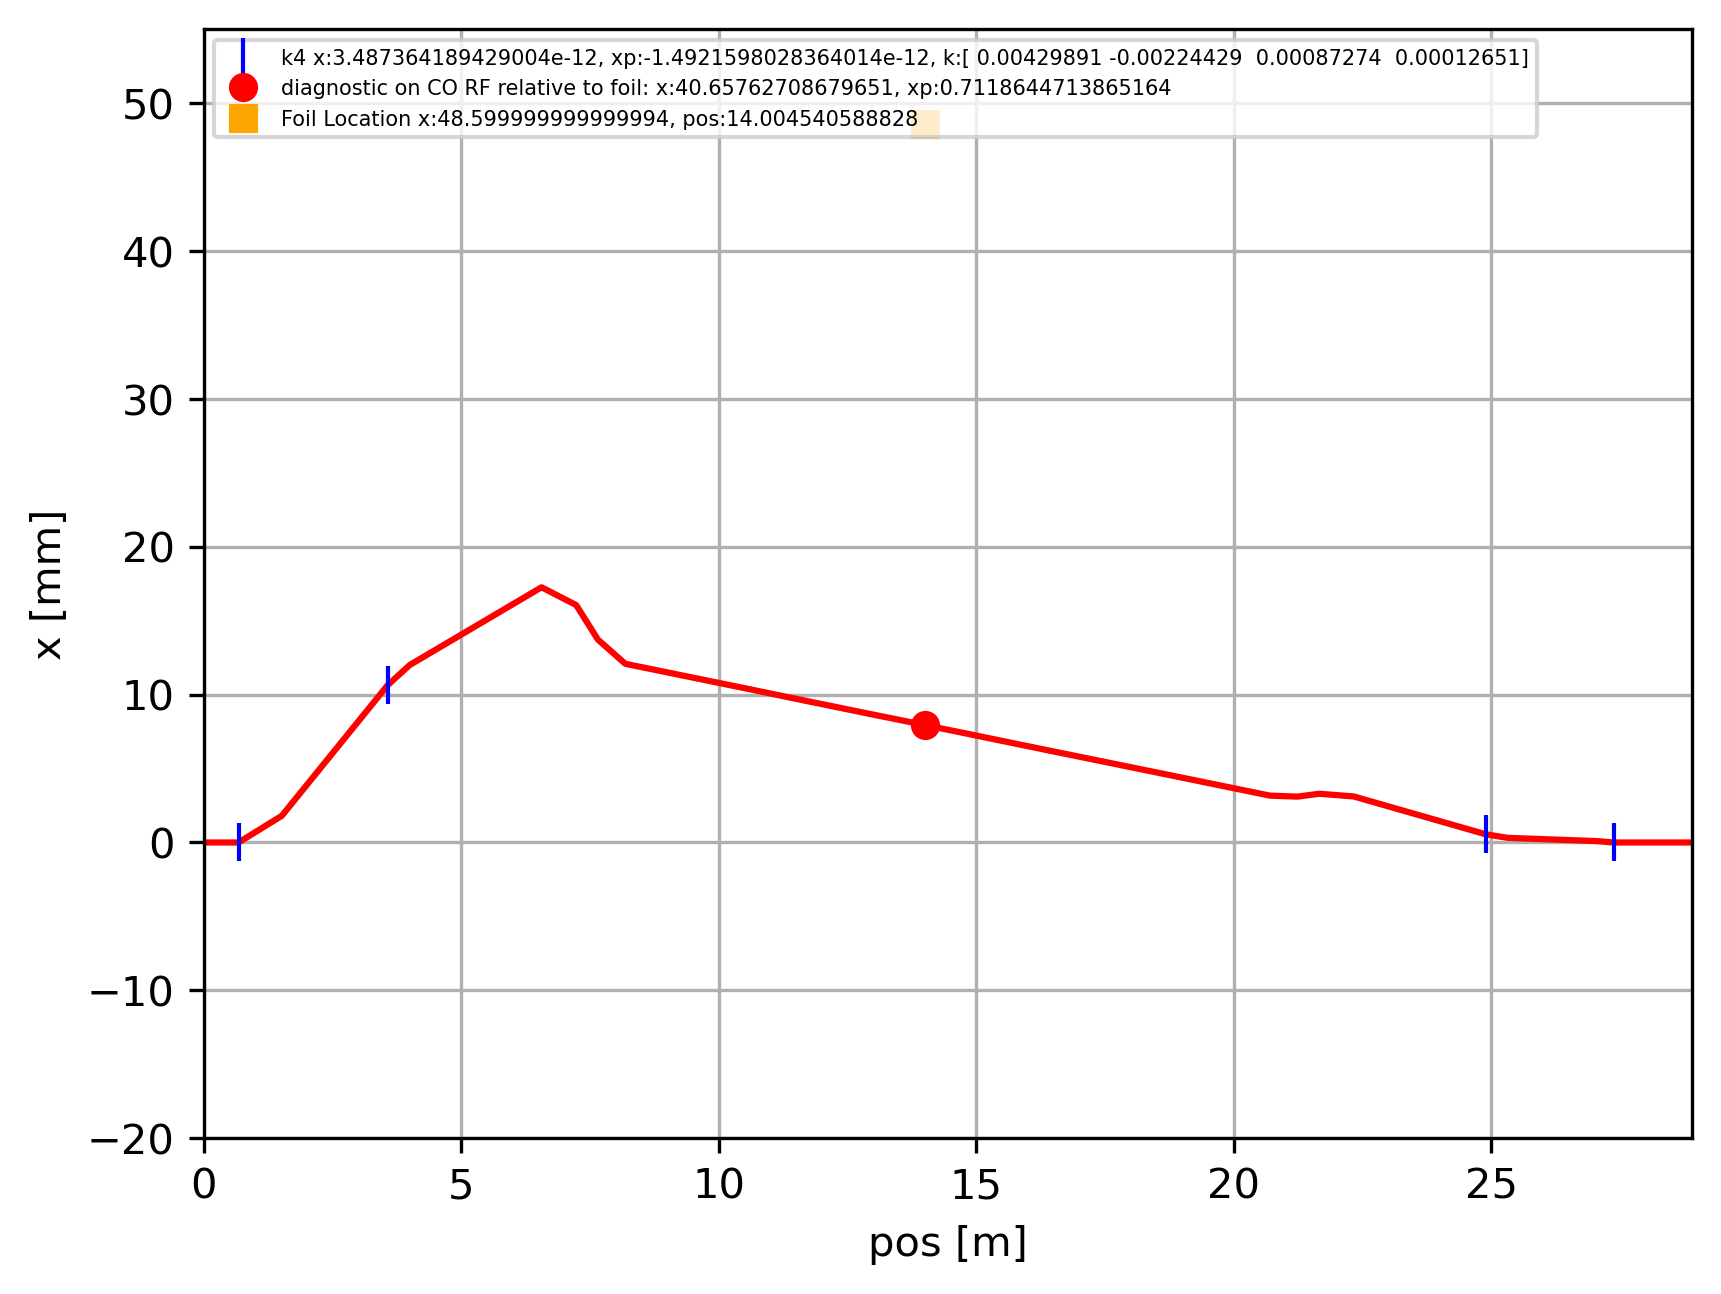 k4 x:3.487364189429004e-12, xp:-1.4921598028364014e-12, k:[ 0.00429891 -0.00224429  0.00087274  0.00012651]
diagnostic on CO RF relative to foil: x:40.65762708679651, xp:0.7118644713865164
Foil Location x:48.599999999999994, pos:14.004540588828
50
40
30
20
10
0
−10
−20
x [mm]
0 5 10 15 20 25
pos [m]